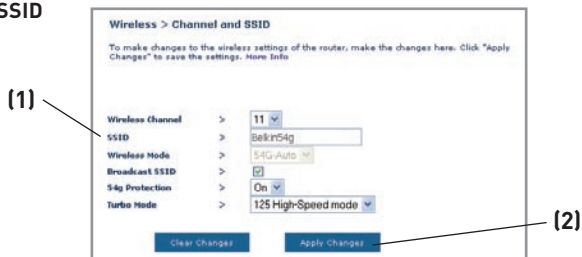 SSID
Wireless > Channel and SSID
To make changes to the wireless settings of the router, make the changes here. Click "Apply
Changes" to save the settings. More Info
(1)
Wireless Channel > 11
SSID > Belkin54g
Wireless Mode > 54G-Auto
Broadcast SSID >
54g Protection > On
Turbo Mode > 125 High-Speed mode
(2)
Clear Changes Apply Changes